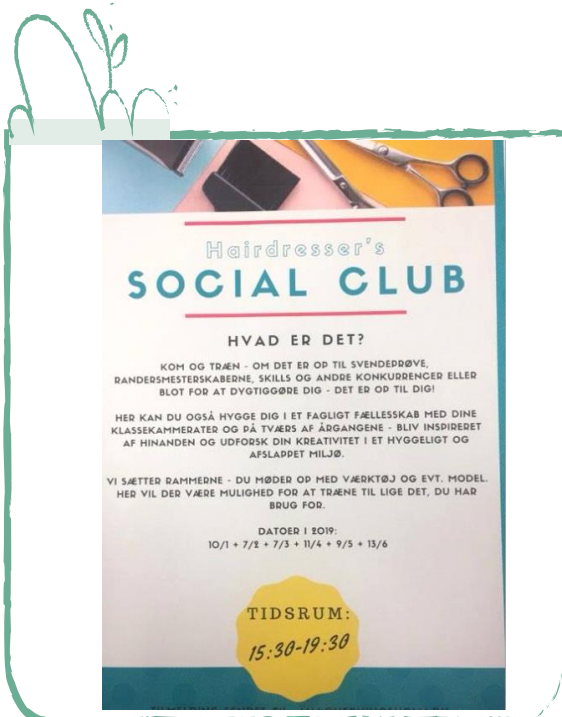 Hairdresser's
SOCIAL CLUB
HVAD ER DET?
KOM OG TRÆN - OM DET ER OP TIL SVENDEPRØVE,
RANDERSMESTERSKABERNE, SKILLS OG ANDRE KONKURRENCER ELLER
BLOT FOR AT DYGTIGGØRE DIG - DET ER OP TIL DIG!
HER KAN DU OGSÅ HYGGE DIG I ET FAGLIGT FÆLLESSKAB MED DINE
KLASSEKAMMERATER OG PÅ TVÆRS AF ÅRGANGENE - BLIV INSPIRERET
AF HINANDEN OG UDFORSK DIN KREATIVITET I ET HYGGELIGT OG
AFSLAPPET MILJØ.
VI SÆTTER RAMMERNE - DU MØDER OP MED VÆRKTØJ OG EVT. MODEL.
HER VIL DER VÆRE MULIGHED FOR AT TRÆNE TIL LIGE DET, DU HAR
BRUG FOR.
DATOER I 2019:
10/1 + 7/2 + 7/3 + 11/4 + 9/5 + 13/6
TIDSRUM:
15:30-19:30